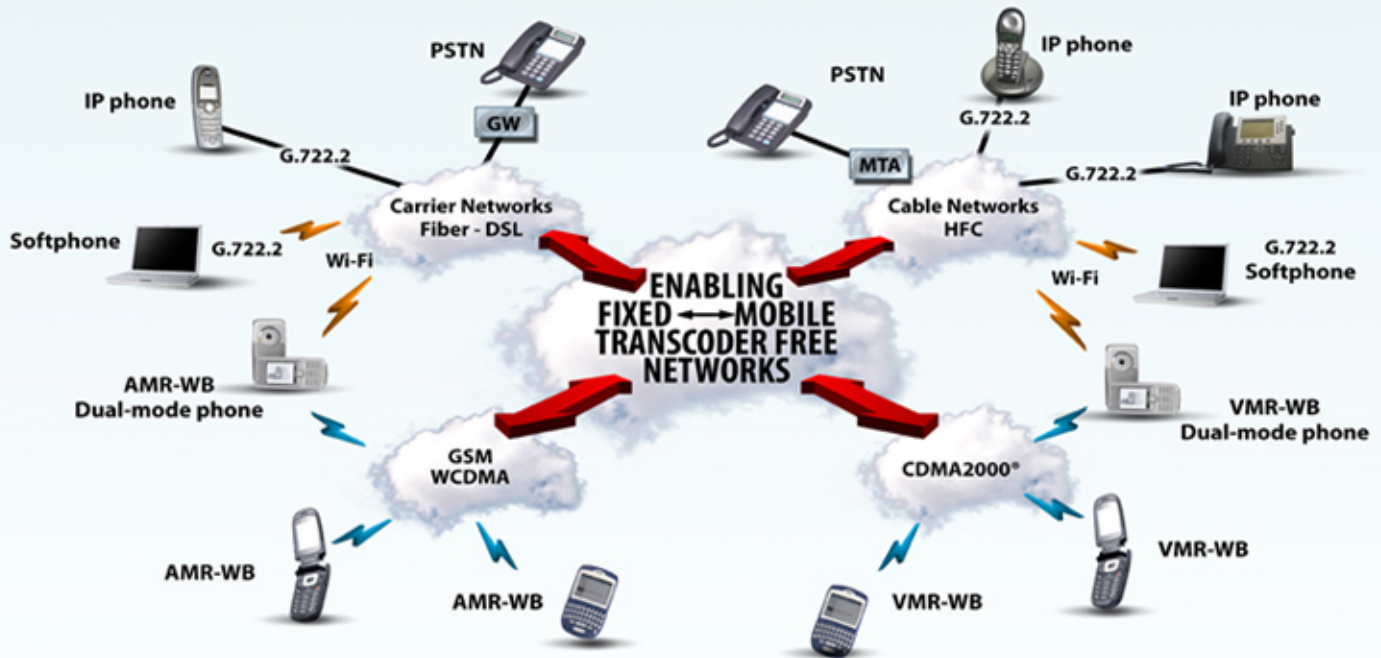 PSTN
IP phone
GW
G.722.2
Carrier Networks
Fiber - DSL
Softphone
G.722.2
Wi-Fi
AMR-WB
Dual-mode phone
IP phone
PSTN
G.722.2
IP phone
MTA
G.722.2
Cable Networks
HFC
G.722.2
Softphone
Wi-Fi
VMR-WB
Dual-mode phone
ENABLING
FIXED ↔ MOBILE
TRANSCODER FREE
NETWORKS
GSM
WCDMA
AMR-WB
AMR-WB
CDMA2000®
VMR-WB
VMR-WB